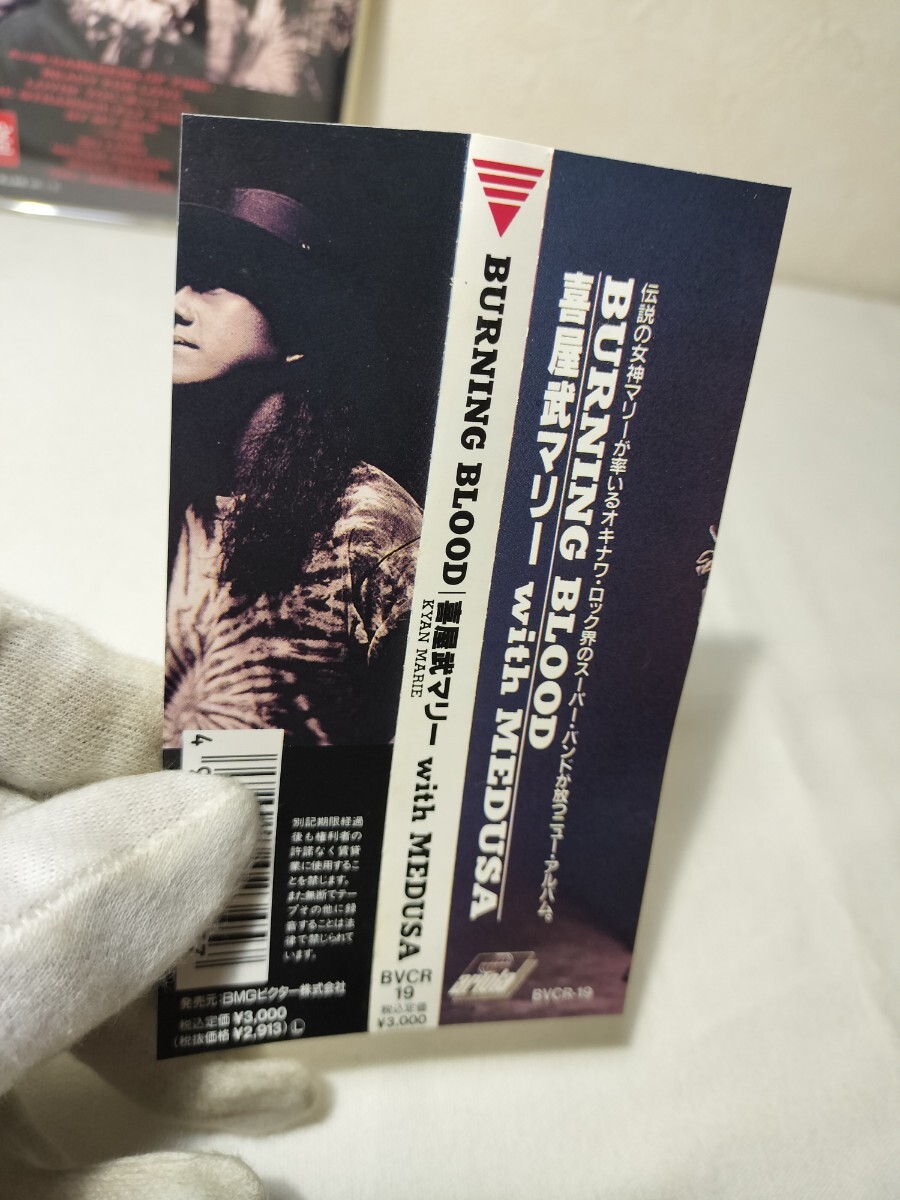 伝説の女神マリーが率いるオキナワ・ロック界のスーパー・バンドが放つニュー・アルバム。
BURNING BLOOD
喜屋武マリー with MEDUSA
BVCR-19
BURNING BLOOD | 喜屋武マリー with MEDUSA
KYAN MARIE
BVCR
19
税込定価
¥3,000
4
7
別記期限経過
後も権利者の
許諾なく賃貸
業に使用するこ
とを禁じます。
また無断でテー
プその他に録
音することは法
律で禁じられて
います。
発売元:BMGビクター株式会社
税込定価 ¥3,000
(税抜価格 ¥2,913) Ⓛ